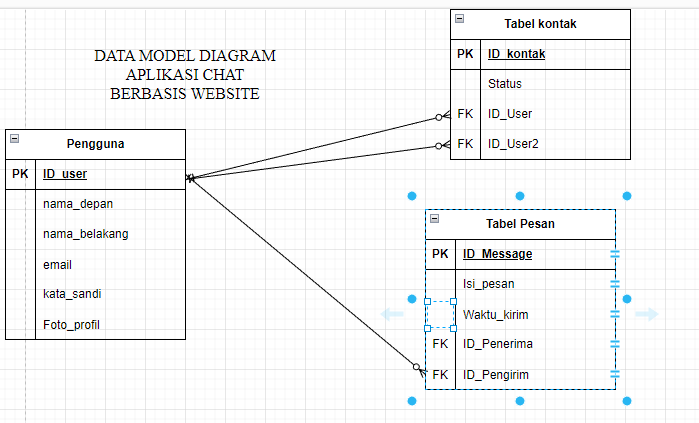 DATA MODEL DIAGRAM
APLIKASI CHAT
BERBASIS WEBSITE
Tabel kontak
PK ID_kontak
Status
FK ID_User
FK ID_User2
Pengguna
PK ID_user
nama_depan
nama_belakang
email
kata_sandi
Foto_profil
Tabel Pesan
PK ID_Message
Isi_pesan
Waktu_kirim
FK ID_Penerima
FK ID_Pengirim